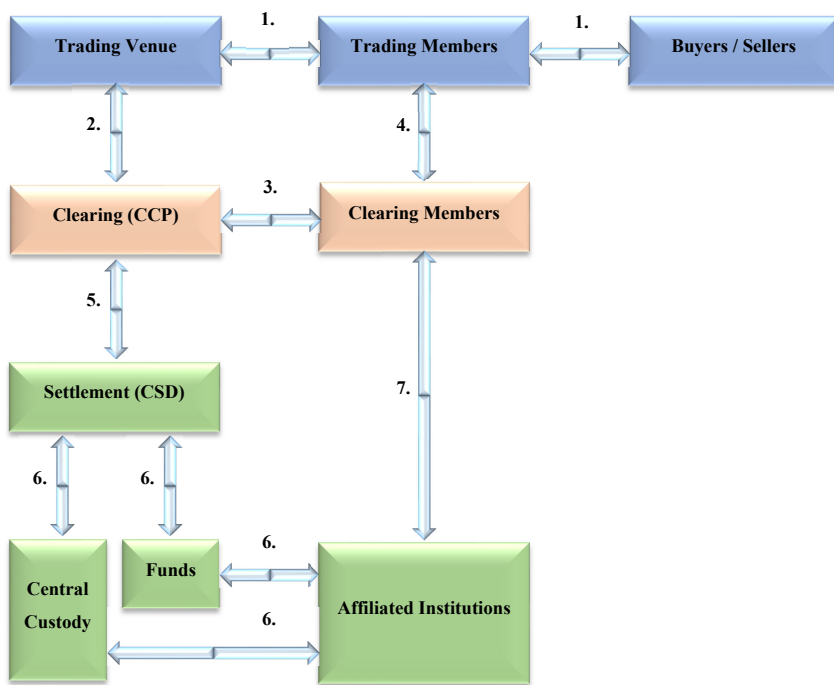 1.
1.
Trading Venue
Trading Members
Buyers / Sellers
2.
4.
3.
Clearing (CCP)
Clearing Members
5.
Settlement (CSD)
7.
6.
6.
6.
Funds
Central
Custody
Affiliated Institutions
6.